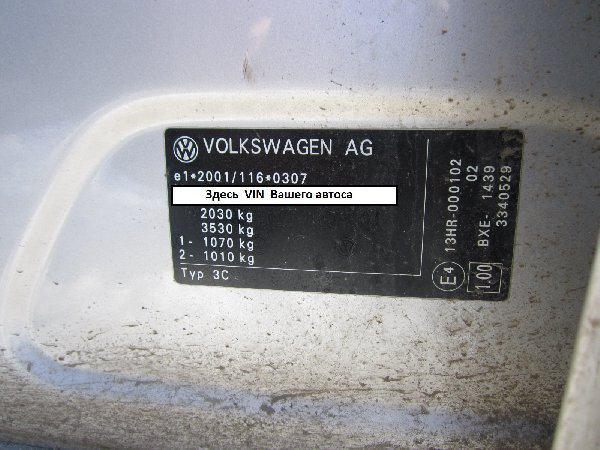 VOLKSWAGEN AG
e1*2001/116*0307
Здесь VIN Вашего автоса
2030 kg
3530 kg
1- 1070 kg
2- 1010 kg
Typ 3C
13HR-000102
02
BXE- 1439
3340529
E4
1.00